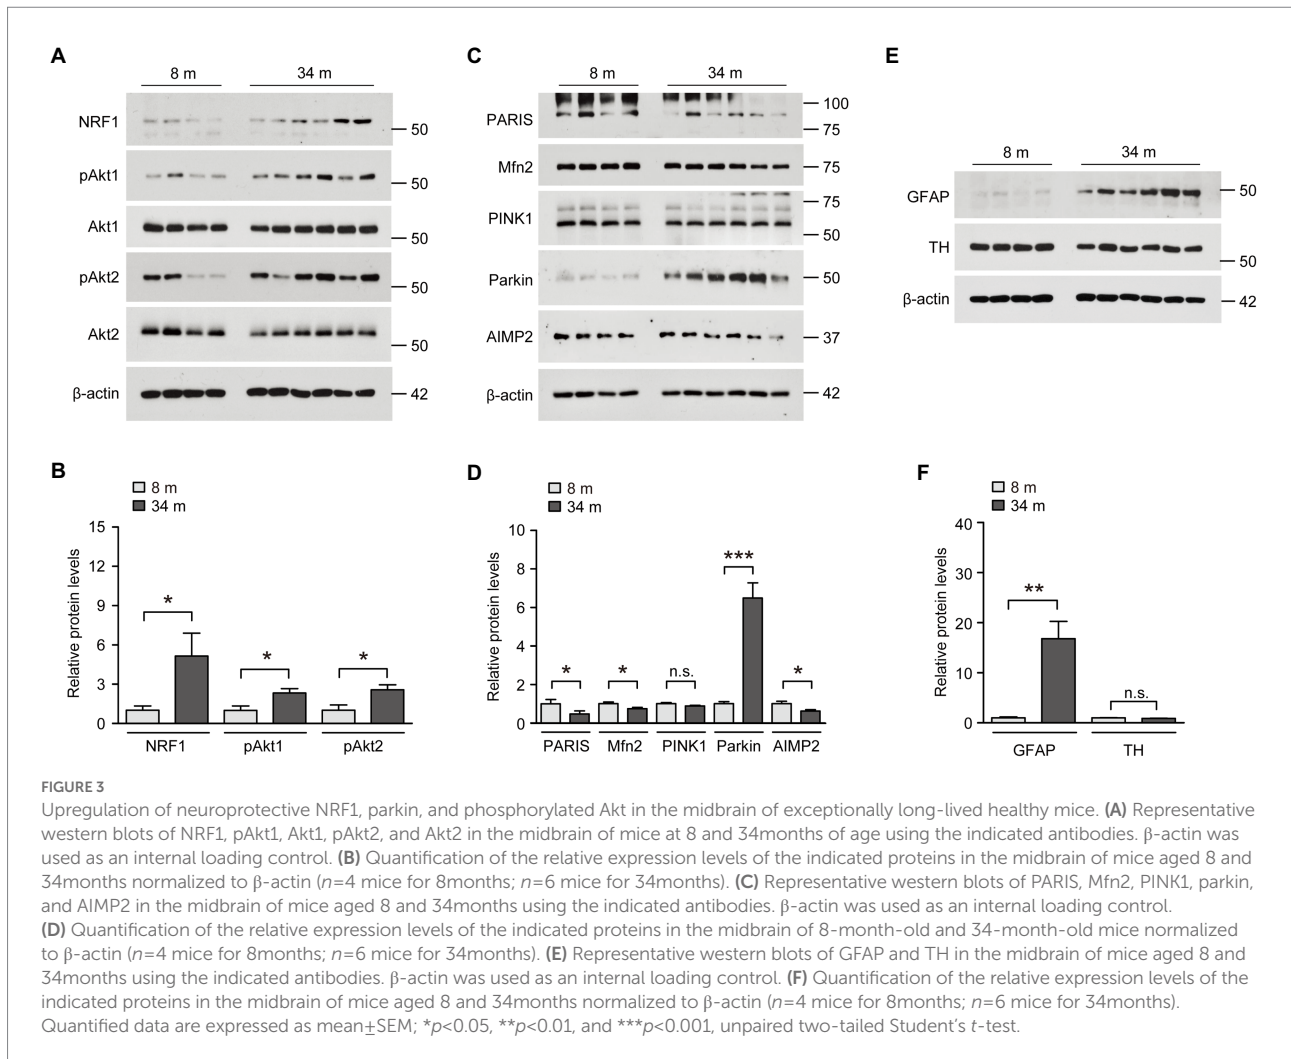 A
8 m 34 m
NRF1
50
pAkt1
50
Akt1
50
pAkt2
50
Akt2
50
β-actin
42
C
8 m 34 m
PARIS
100
75
Mfn2
75
PINK1
75
50
Parkin
50
AIMP2
37
β-actin
42
E
8 m 34 m
GFAP
50
TH
50
β-actin
42
B
8 m
34 m
Relative protein levels
15
12
9
6
3
0
*
*
*
NRF1 pAkt1 pAkt2
D
8 m
34 m
Relative protein levels
10
8
6
4
2
0
*
*
n.s.
***
*
PARIS Mfn2 PINK1 Parkin AIMP2
F
8 m
34 m
Relative protein levels
40
30
20
10
0
**
n.s.
GFAP TH
FIGURE 3
Upregulation of neuroprotective NRF1, parkin, and phosphorylated Akt in the midbrain of exceptionally long-lived healthy mice. (A) Representative
western blots of NRF1, pAkt1, Akt1, pAkt2, and Akt2 in the midbrain of mice at 8 and 34months of age using the indicated antibodies. β-actin was
used as an internal loading control. (B) Quantification of the relative expression levels of the indicated proteins in the midbrain of mice aged 8 and
34months normalized to β-actin (n=4 mice for 8months; n=6 mice for 34months). (C) Representative western blots of PARIS, Mfn2, PINK1, parkin,
and AIMP2 in the midbrain of mice aged 8 and 34months using the indicated antibodies. β-actin was used as an internal loading control.
(D) Quantification of the relative expression levels of the indicated proteins in the midbrain of 8-month-old and 34-month-old mice normalized
to β-actin (n=4 mice for 8months; n=6 mice for 34months). (E) Representative western blots of GFAP and TH in the midbrain of mice aged 8 and
34months using the indicated antibodies. β-actin was used as an internal loading control. (F) Quantification of the relative expression levels of the
indicated proteins in the midbrain of mice aged 8 and 34months normalized to β-actin (n=4 mice for 8months; n=6 mice for 34months).
Quantified data are expressed as mean±SEM; *p<0.05, **p<0.01, and ***p<0.001, unpaired two-tailed Student's t-test.